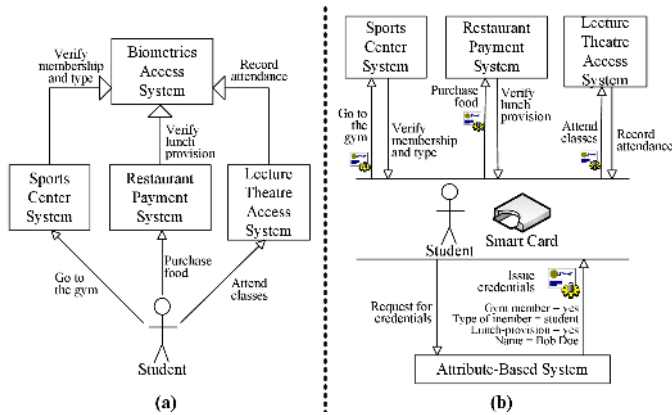 Verify
membership
and type
Biometrics
Access
System
Record
attendance
Verify
lunch
provision
Sports
Center
System
Restaurant
Payment
System
Lecture
Theatre
Access
System
Go to
the gym
Purchase
food
Attend
classes
Student
(a)
Sports
Center
System
Restaurant
Payment
System
Lecture
Theatre
Access
System
Go to
the gym
Verify
membership
and type
Purchase
food
Verify
lunch
provision
Attend
classes
Record
attendance
Student
Smart Card
Request for
credentials
Issue
credentials
Gym member = yes
Type of member = student
Lunch-provision = yes
Name = Bob Doe
Attribute-Based System
(b)